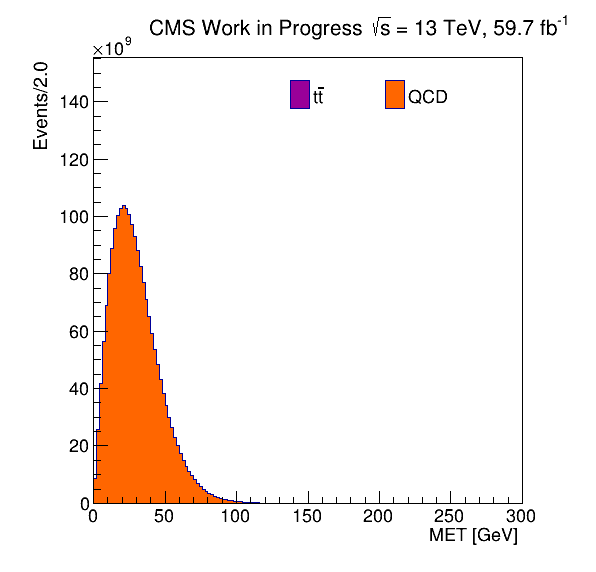 CMS Work in Progress √s = 13 TeV, 59.7 fb⁻¹
×10⁹
Events/2.0
tt̄
QCD
140
120
100
80
60
40
20
0
0 50 100 150 200 250 300
MET [GeV]